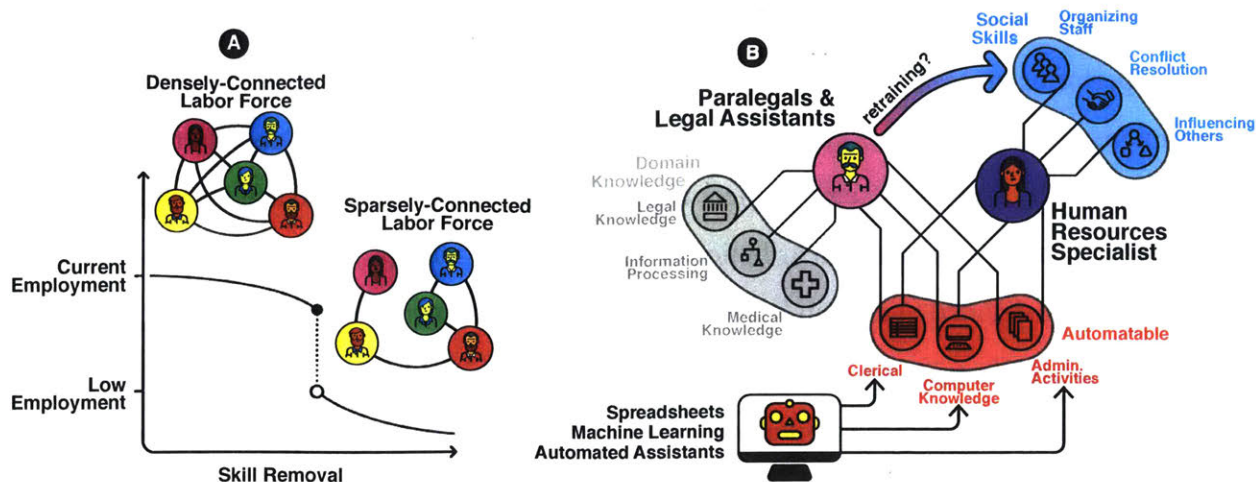 A
Densely-Connected
Labor Force
Sparsely-Connected
Labor Force
Current
Employment
Low
Employment
Skill Removal
B
Paralegals &
Legal Assistants
retraining?
Social
Skills
Organizing
Staff
Conflict
Resolution
Influencing
Others
Domain
Knowledge
Legal
Knowledge
Information
Processing
Medical
Knowledge
Human
Resources
Specialist
Automatable
Clerical
Computer
Knowledge
Admin.
Activities
Spreadsheets
Machine Learning
Automated Assistants